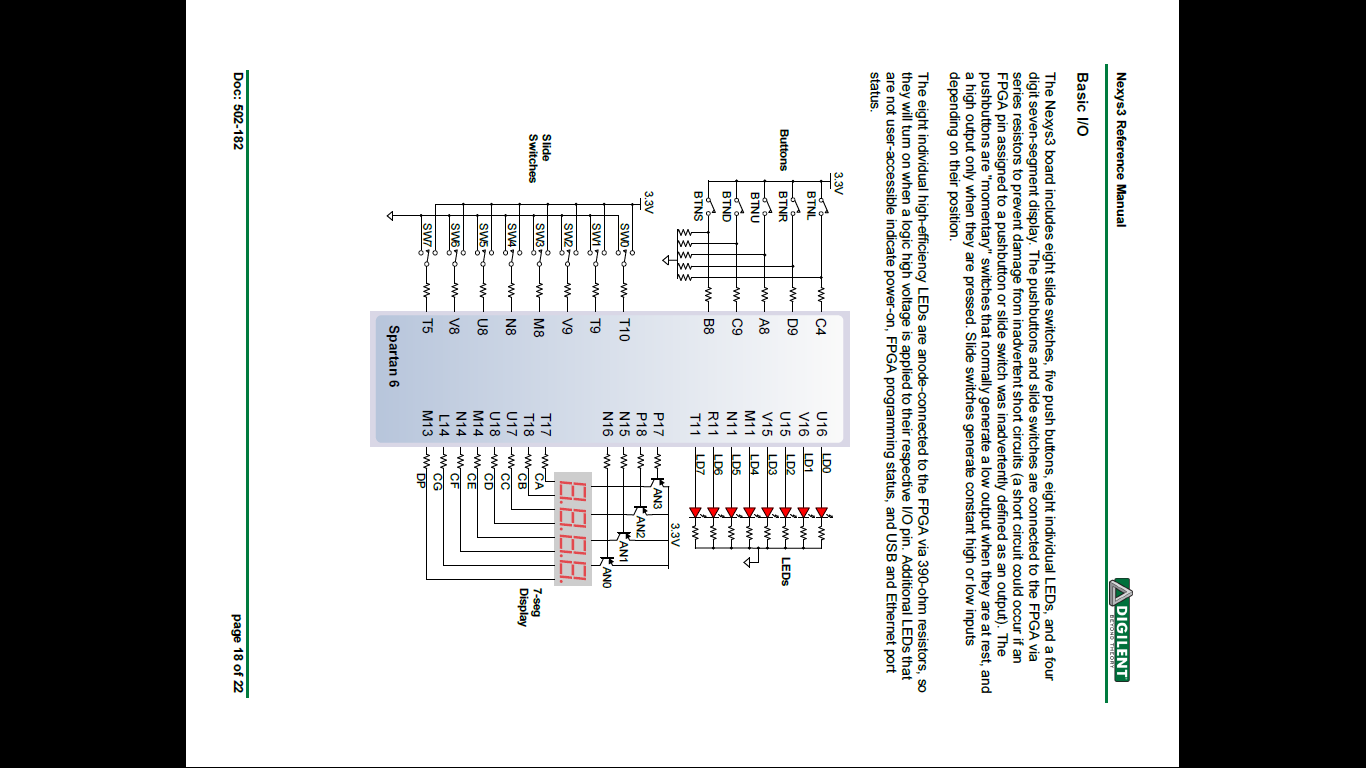 Nexys3 Reference Manual
DIGILENT
BEYOND THEORY
Basic I/O
The Nexys3 board includes eight slide switches, five push buttons, eight individual LEDs, and a four
digit seven-segment display. The pushbuttons and slide switches are connected to the FPGA via
series resistors to prevent damage from inadvertent short circuits (a short circuit could occur if an
FPGA pin assigned to a pushbutton or slide switch was inadvertently defined as an output). The
pushbuttons are "momentary" switches that normally generate a low output when they are at rest, and
a high output only when they are pressed. Slide switches generate constant high or low inputs
depending on their position.
The eight individual high-efficiency LEDs are anode-connected to the FPGA via 390-ohm resistors, so
they will turn on when a logic high voltage is applied to their respective I/O pin. Additional LEDs that
are not user-accessible indicate power-on, FPGA programming status, and USB and Ethernet port
status.
3.3V
Buttons
BTNL
BTNR
BTNU
BTND
BTNS
C4
D9
A8
C9
B8
U16
V16
U15
V15
M11
N11
R11
T11
LD0
LD1
LD2
LD3
LD4
LD5
LD6
LD7
LEDs
3.3V
Slide
Switches
SW0
SW1
SW2
SW3
SW4
SW5
SW6
SW7
T10
T9
V9
M8
N8
U8
V8
T5
P17
P18
N15
N16
3.3V
AN3
AN2
AN1
AN0
T17
T18
U17
U18
M14
N14
L14
M13
CA
CB
CC
CD
CE
CF
CG
DP
8.8.8.8.
7-seg
Display
Spartan 6
Doc: 502-182
page 18 of 22